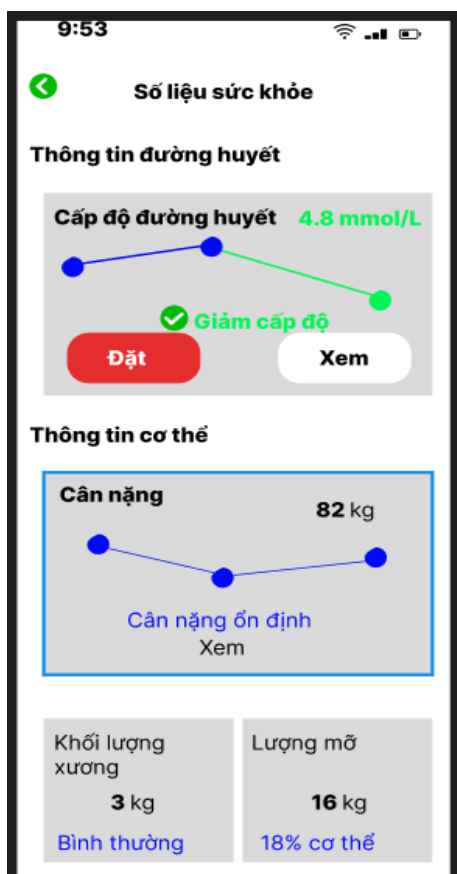 9:53
Số liệu sức khỏe
Thông tin đường huyết
Cấp độ đường huyết 4.8 mmol/L
Giảm cấp độ
Đặt Xem
Thông tin cơ thể
Cân nặng 82 kg
Cân nặng ổn định
Xem
Khối lượng xương
Lượng mỡ
3 kg 16 kg
Bình thường 18% cơ thể